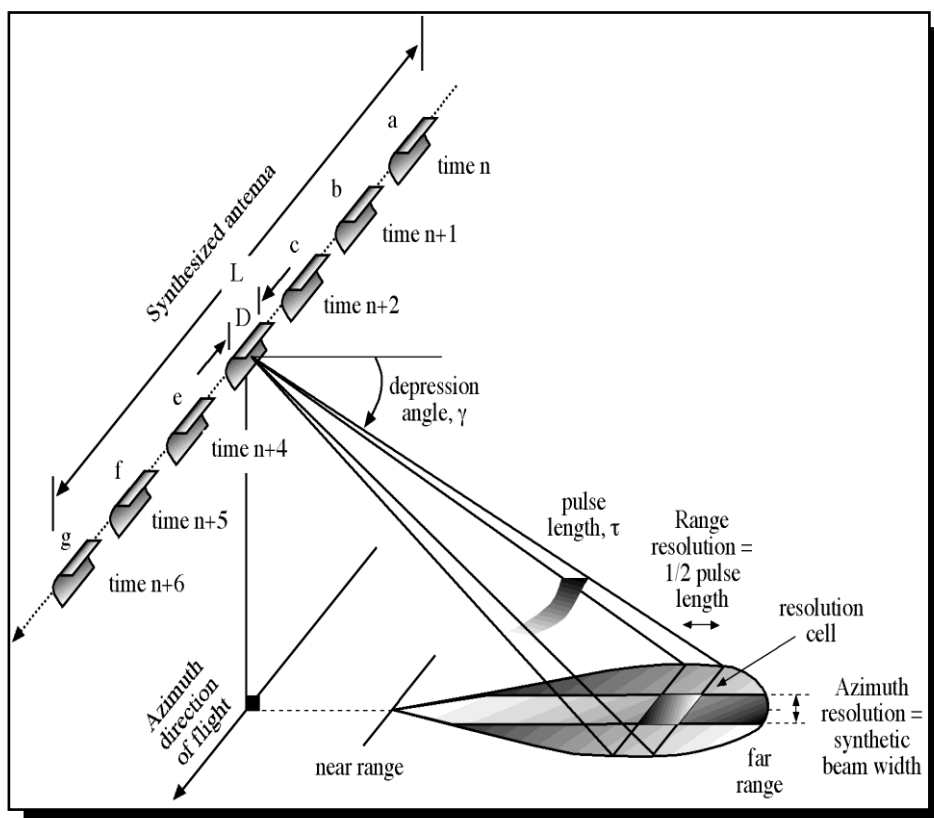 a
time n
b
time n+1
c
time n+2
Synthesized antenna
L
D
e
time n+4
f
time n+5
g
time n+6
depression
angle, γ
pulse
length, τ
Range
resolution =
1/2 pulse
length
resolution
cell
Azimuth
direction
of flight
near range
far
range
Azimuth
resolution =
synthetic
beam width